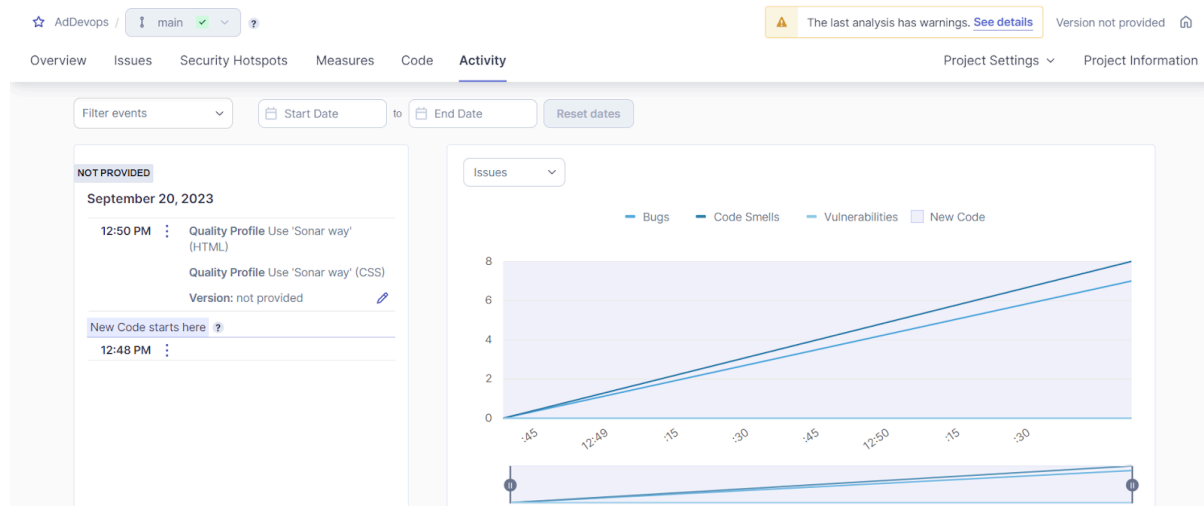 AdDevops / main ?
The last analysis has warnings. See details
Version not provided
Overview Issues Security Hotspots Measures Code Activity
Project Settings Project Information
Filter events
Start Date to End Date Reset dates
NOT PROVIDED
September 20, 2023
12:50 PM Quality Profile Use 'Sonar way'
(HTML)
Quality Profile Use 'Sonar way' (CSS)
Version: not provided
New Code starts here ?
12:48 PM
Issues
Bugs Code Smells Vulnerabilities New Code
8
6
4
2
0
:45 12:49 :15 :30 :45 12:50 :15 :30